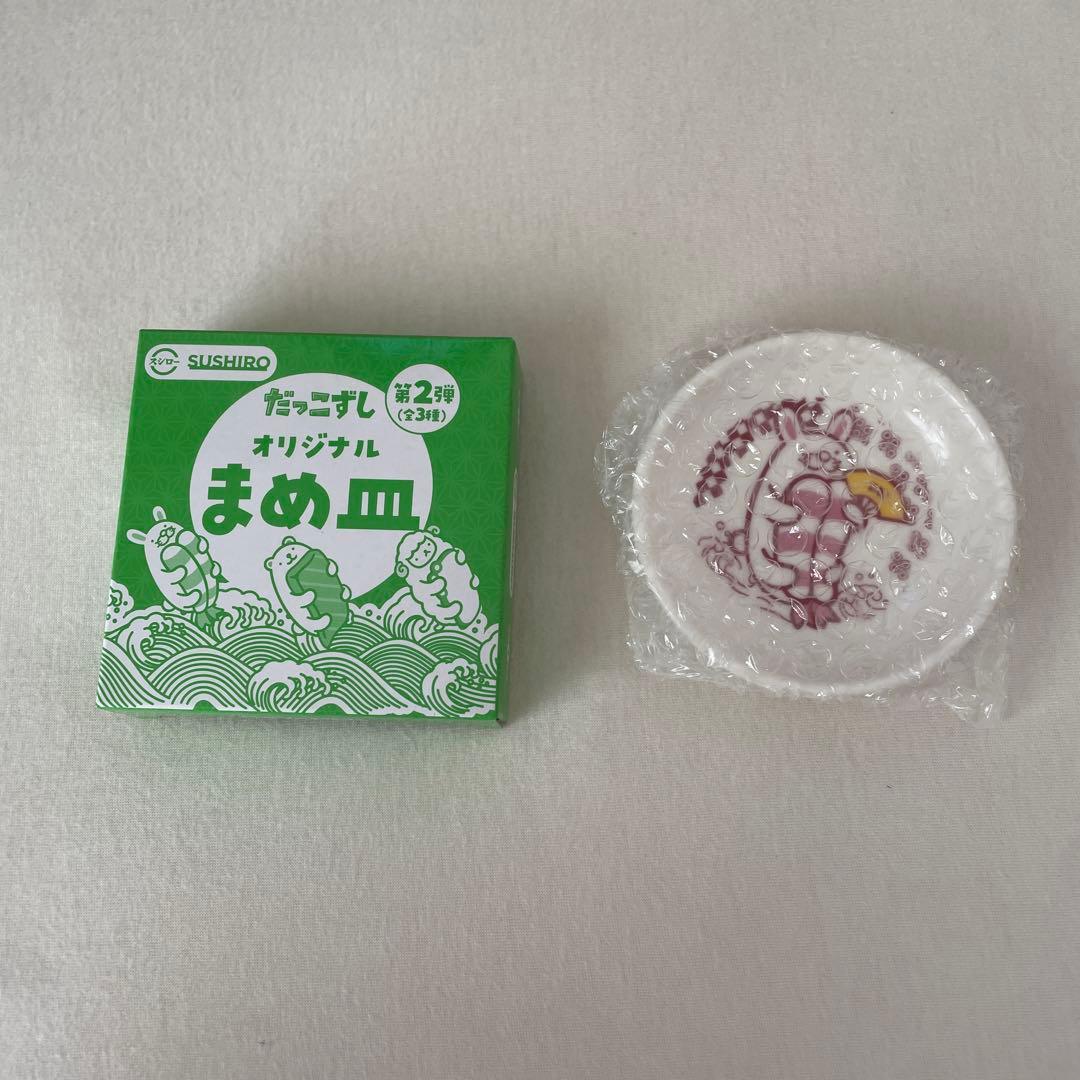 スシロー SUSHIRO
だっこずし
第2弾
(全3種)
オリジナル
まめ皿